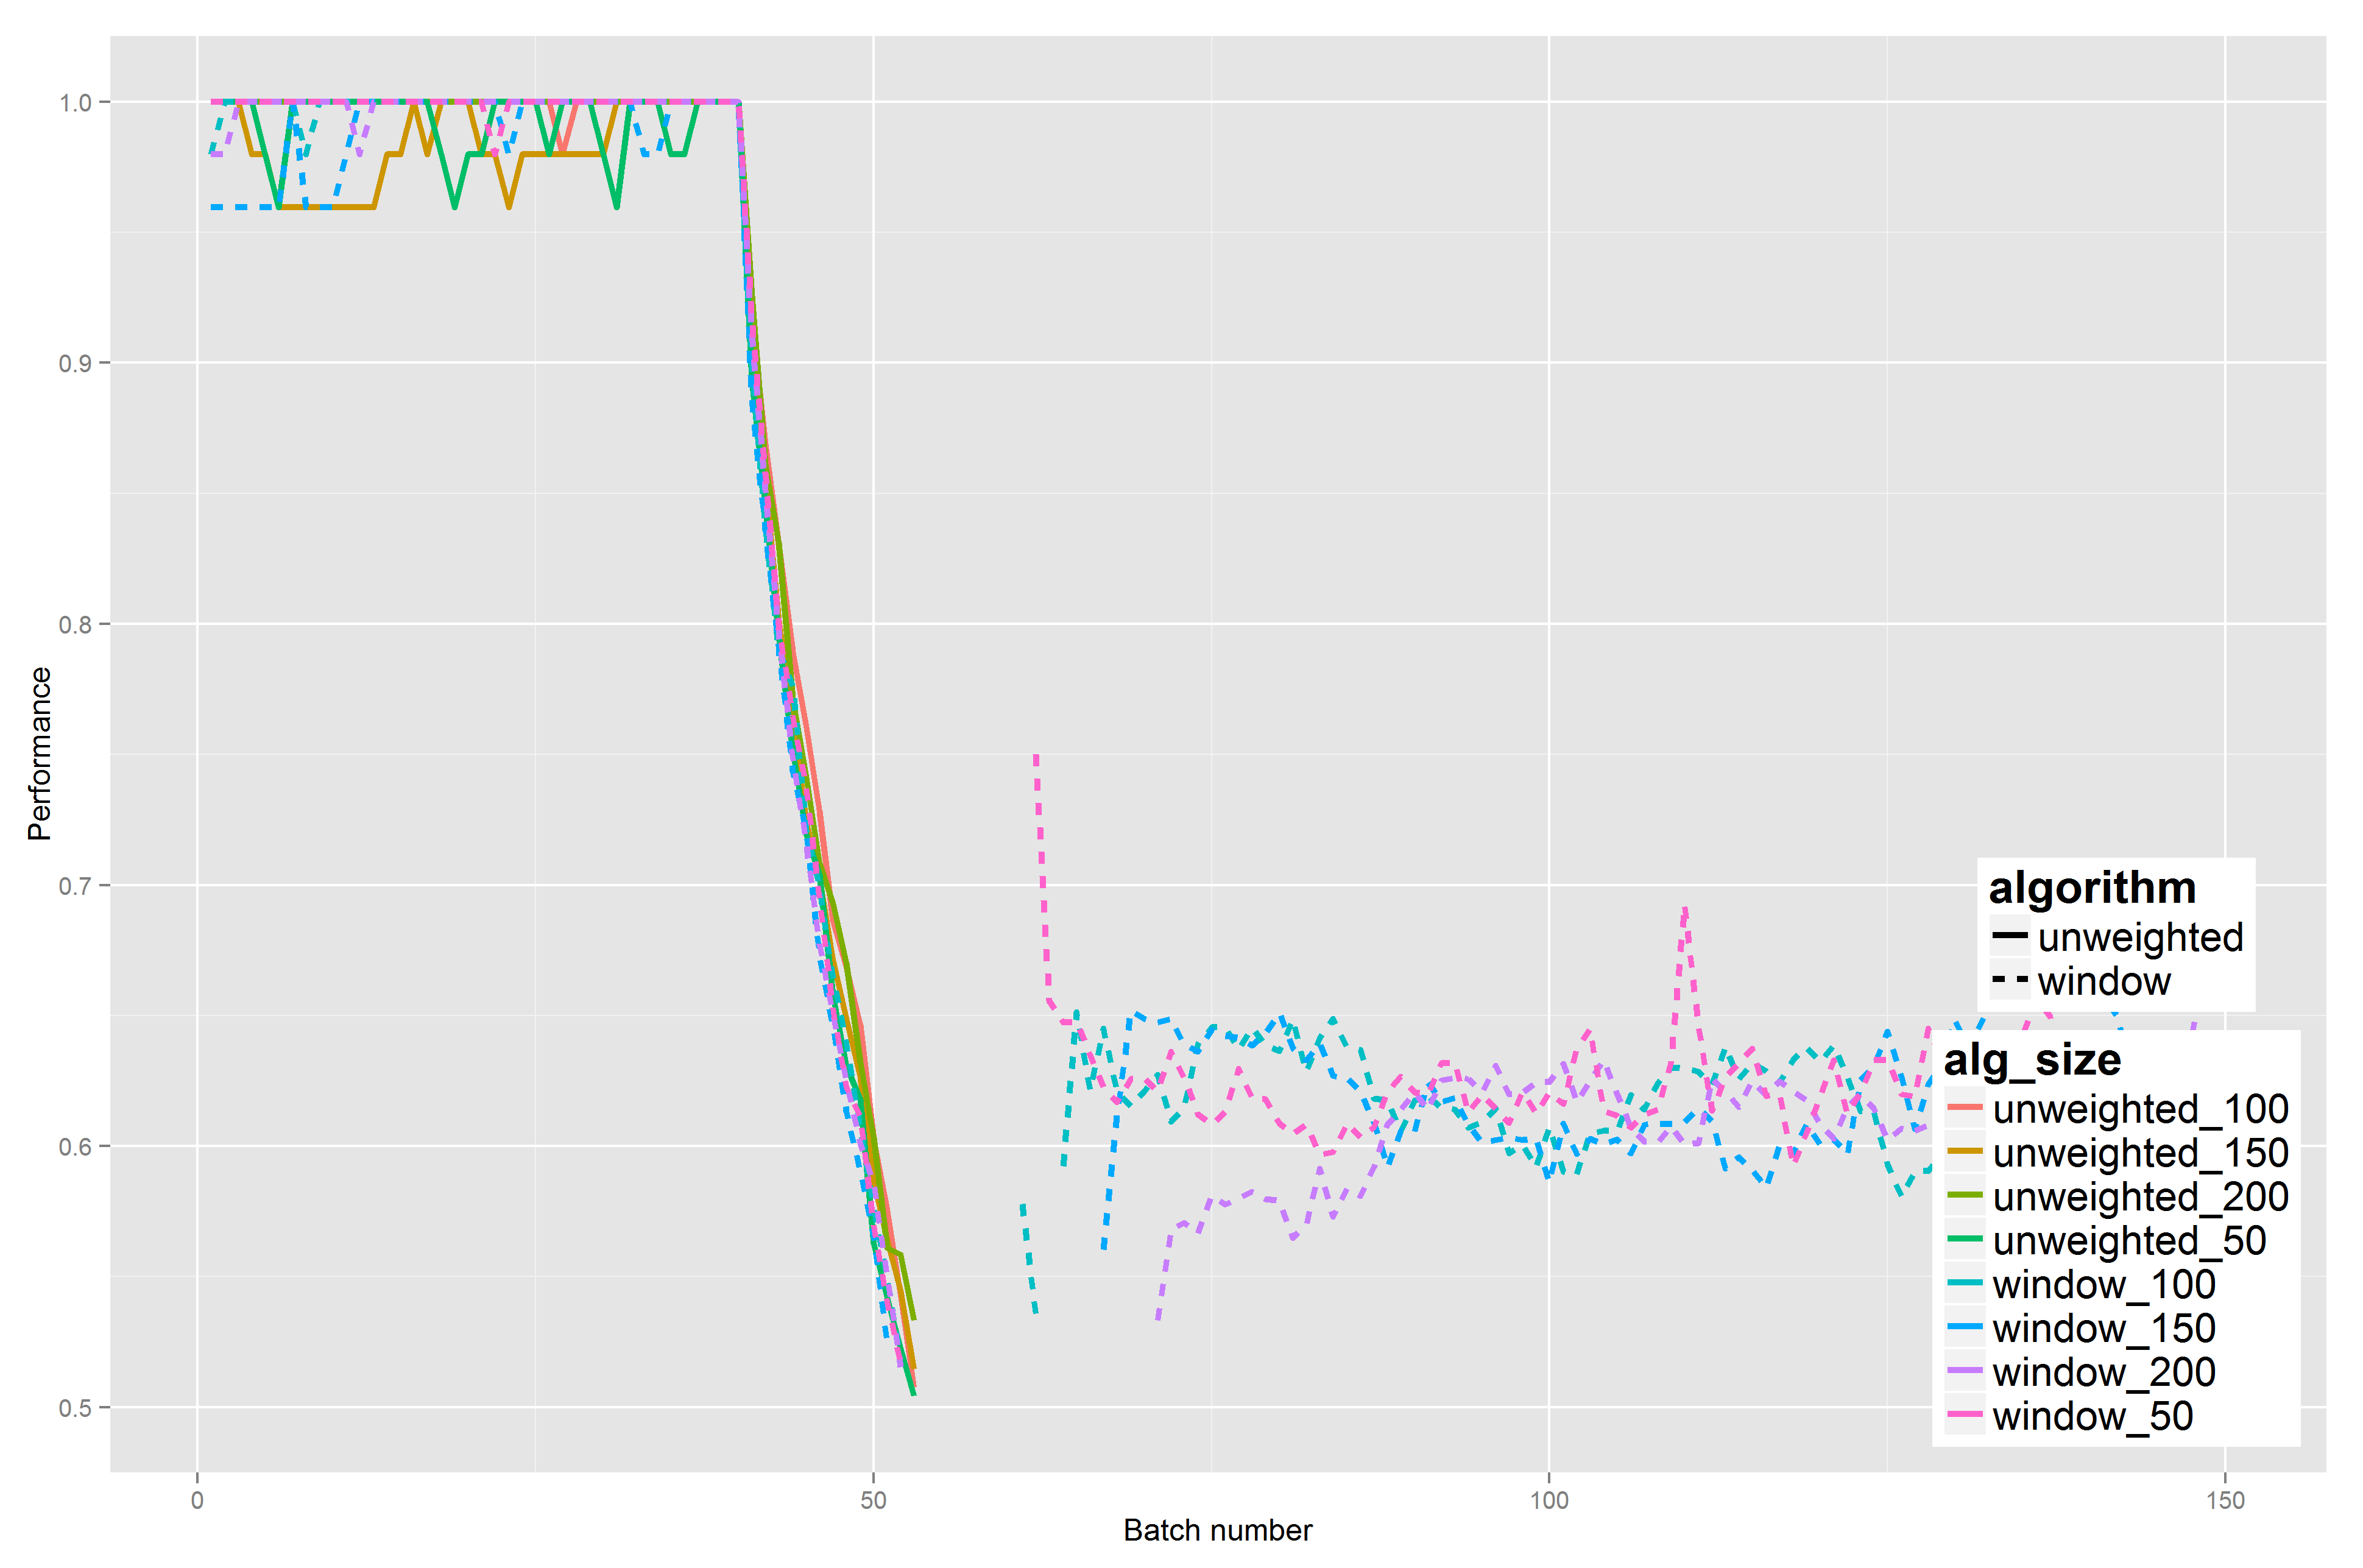 1.0
0.9
0.8
0.7
0.6
0.5
Performance
0
50
100
150
Batch number
algorithm
unweighted
window
alg_size
unweighted_100
unweighted_150
unweighted_200
unweighted_50
window_100
window_150
window_200
window_50